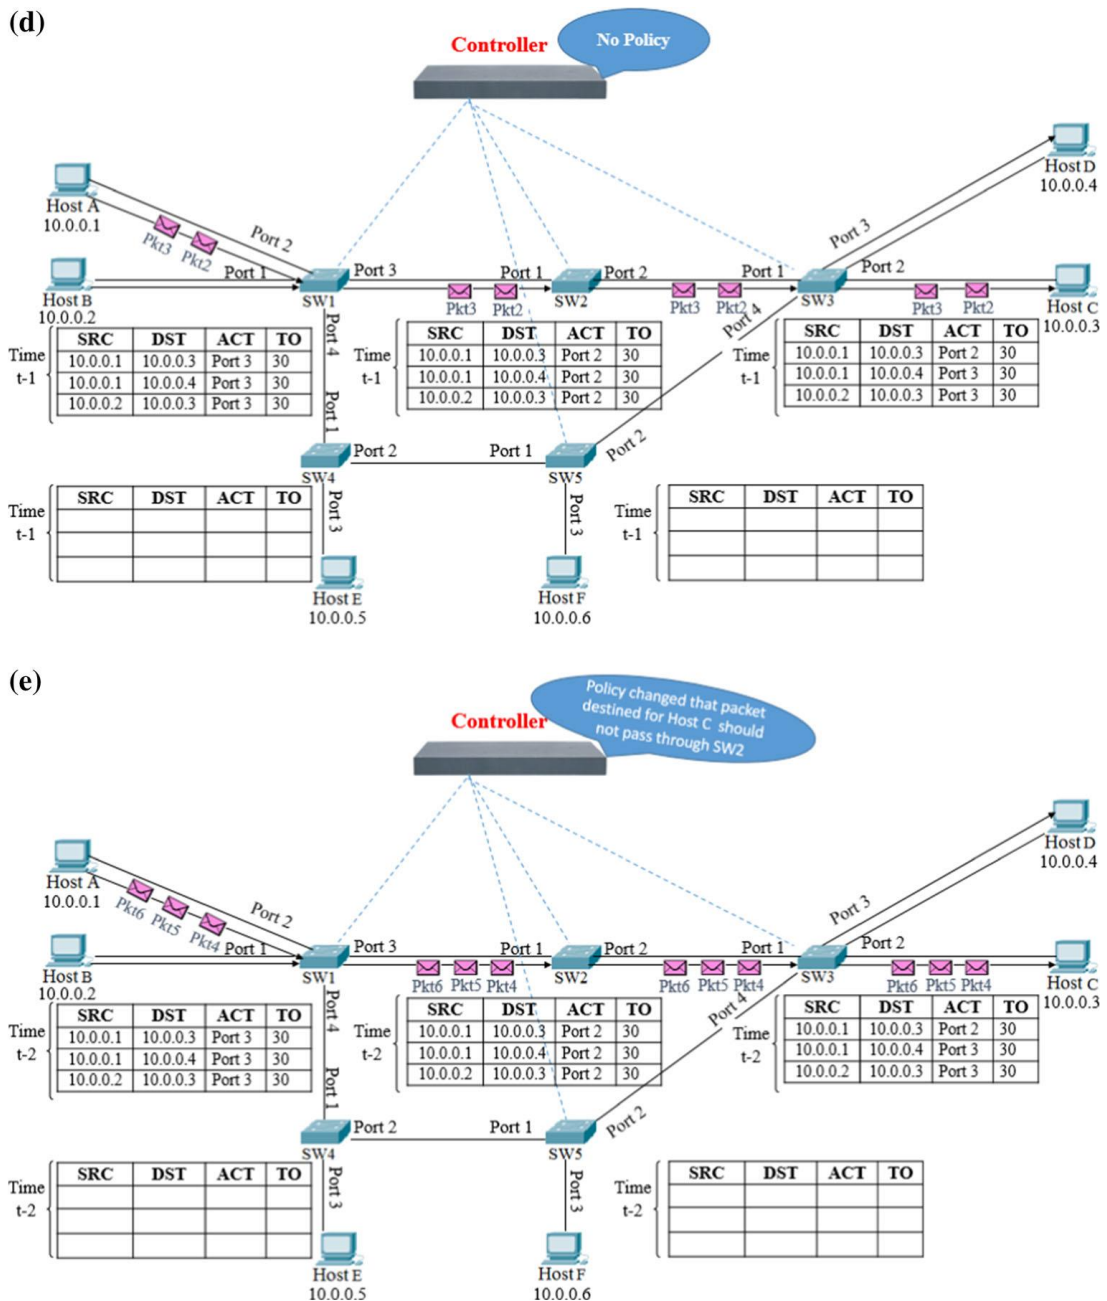 (d)
No Policy
Controller
Host A
10.0.0.1
Pkt3
Pkt2
Port 2
Port 1
Host B
10.0.0.2
SW1
Port 3
Port 1
Pkt3
Pkt2
SW2
Port 2
Port 1
Pkt3
Pkt2
SW3
Port 3
Port 2
Host D
10.0.0.4
Pkt3
Pkt2
Host C
10.0.0.3
Port 4
Port 4
Time
t-1
SRC DST ACT TO
10.0.0.1 10.0.0.3 Port 3 30
10.0.0.1 10.0.0.4 Port 3 30
10.0.0.2 10.0.0.3 Port 3 30
Time
t-1
SRC DST ACT TO
10.0.0.1 10.0.0.3 Port 2 30
10.0.0.1 10.0.0.4 Port 2 30
10.0.0.2 10.0.0.3 Port 2 30
Time
t-1
SRC DST ACT TO
10.0.0.1 10.0.0.3 Port 2 30
10.0.0.1 10.0.0.4 Port 3 30
10.0.0.2 10.0.0.3 Port 3 30
Port 1
SW4
Port 2
Port 1
SW5
Port 2
Time
t-1
SRC DST ACT TO
Port 3
Host E
10.0.0.5
Port 3
Host F
10.0.0.6
Time
t-1
SRC DST ACT TO
(e)
Policy changed that packet
destined for Host C should
not pass through SW2
Controller
Host A
10.0.0.1
Pkt6
Pkt5
Pkt4
Port 2
Port 1
Host B
10.0.0.2
SW1
Port 3
Port 1
Pkt6
Pkt5
Pkt4
SW2
Port 2
Port 1
Pkt6
Pkt5
Pkt4
SW3
Port 3
Port 2
Host D
10.0.0.4
Pkt6
Pkt5
Pkt4
Host C
10.0.0.3
Port 4
Port 4
Time
t-2
SRC DST ACT TO
10.0.0.1 10.0.0.3 Port 3 30
10.0.0.1 10.0.0.4 Port 3 30
10.0.0.2 10.0.0.3 Port 3 30
Time
t-2
SRC DST ACT TO
10.0.0.1 10.0.0.3 Port 2 30
10.0.0.1 10.0.0.4 Port 2 30
10.0.0.2 10.0.0.3 Port 2 30
Time
t-2
SRC DST ACT TO
10.0.0.1 10.0.0.3 Port 2 30
10.0.0.1 10.0.0.4 Port 3 30
10.0.0.2 10.0.0.3 Port 3 30
Port 1
SW4
Port 2
Port 1
SW5
Port 2
Time
t-2
SRC DST ACT TO
Port 3
Host E
10.0.0.5
Port 3
Host F
10.0.0.6
Time
t-2
SRC DST ACT TO